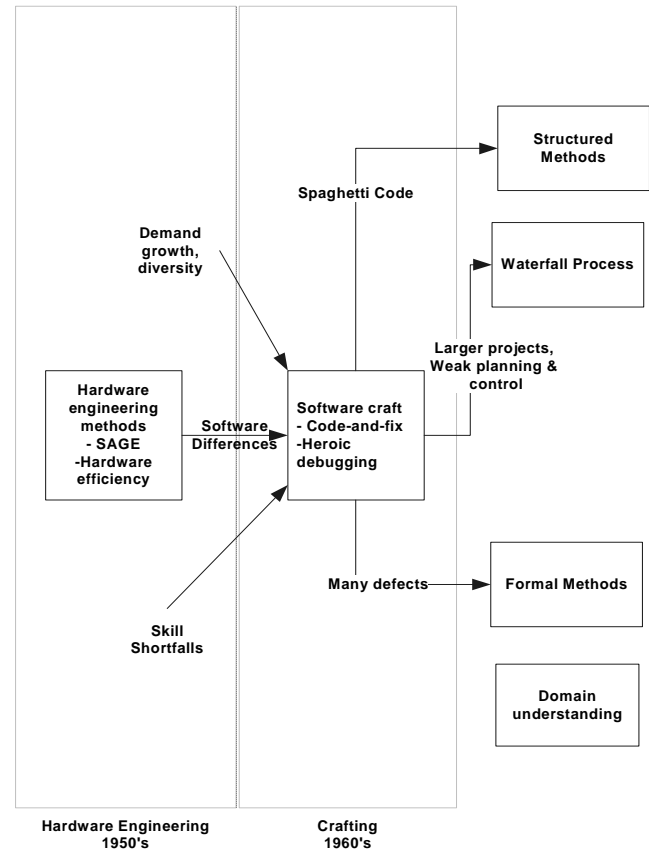 Structured
Methods
Spaghetti Code
Demand
growth,
diversity
Waterfall Process
Larger projects,
Weak planning &
control
Hardware
engineering
methods
- SAGE
-Hardware
efficiency
Software
Differences
Software craft
- Code-and-fix
-Heroic
debugging
Many defects
Formal Methods
Skill
Shortfalls
Domain
understanding
Hardware Engineering
1950's
Crafting
1960's